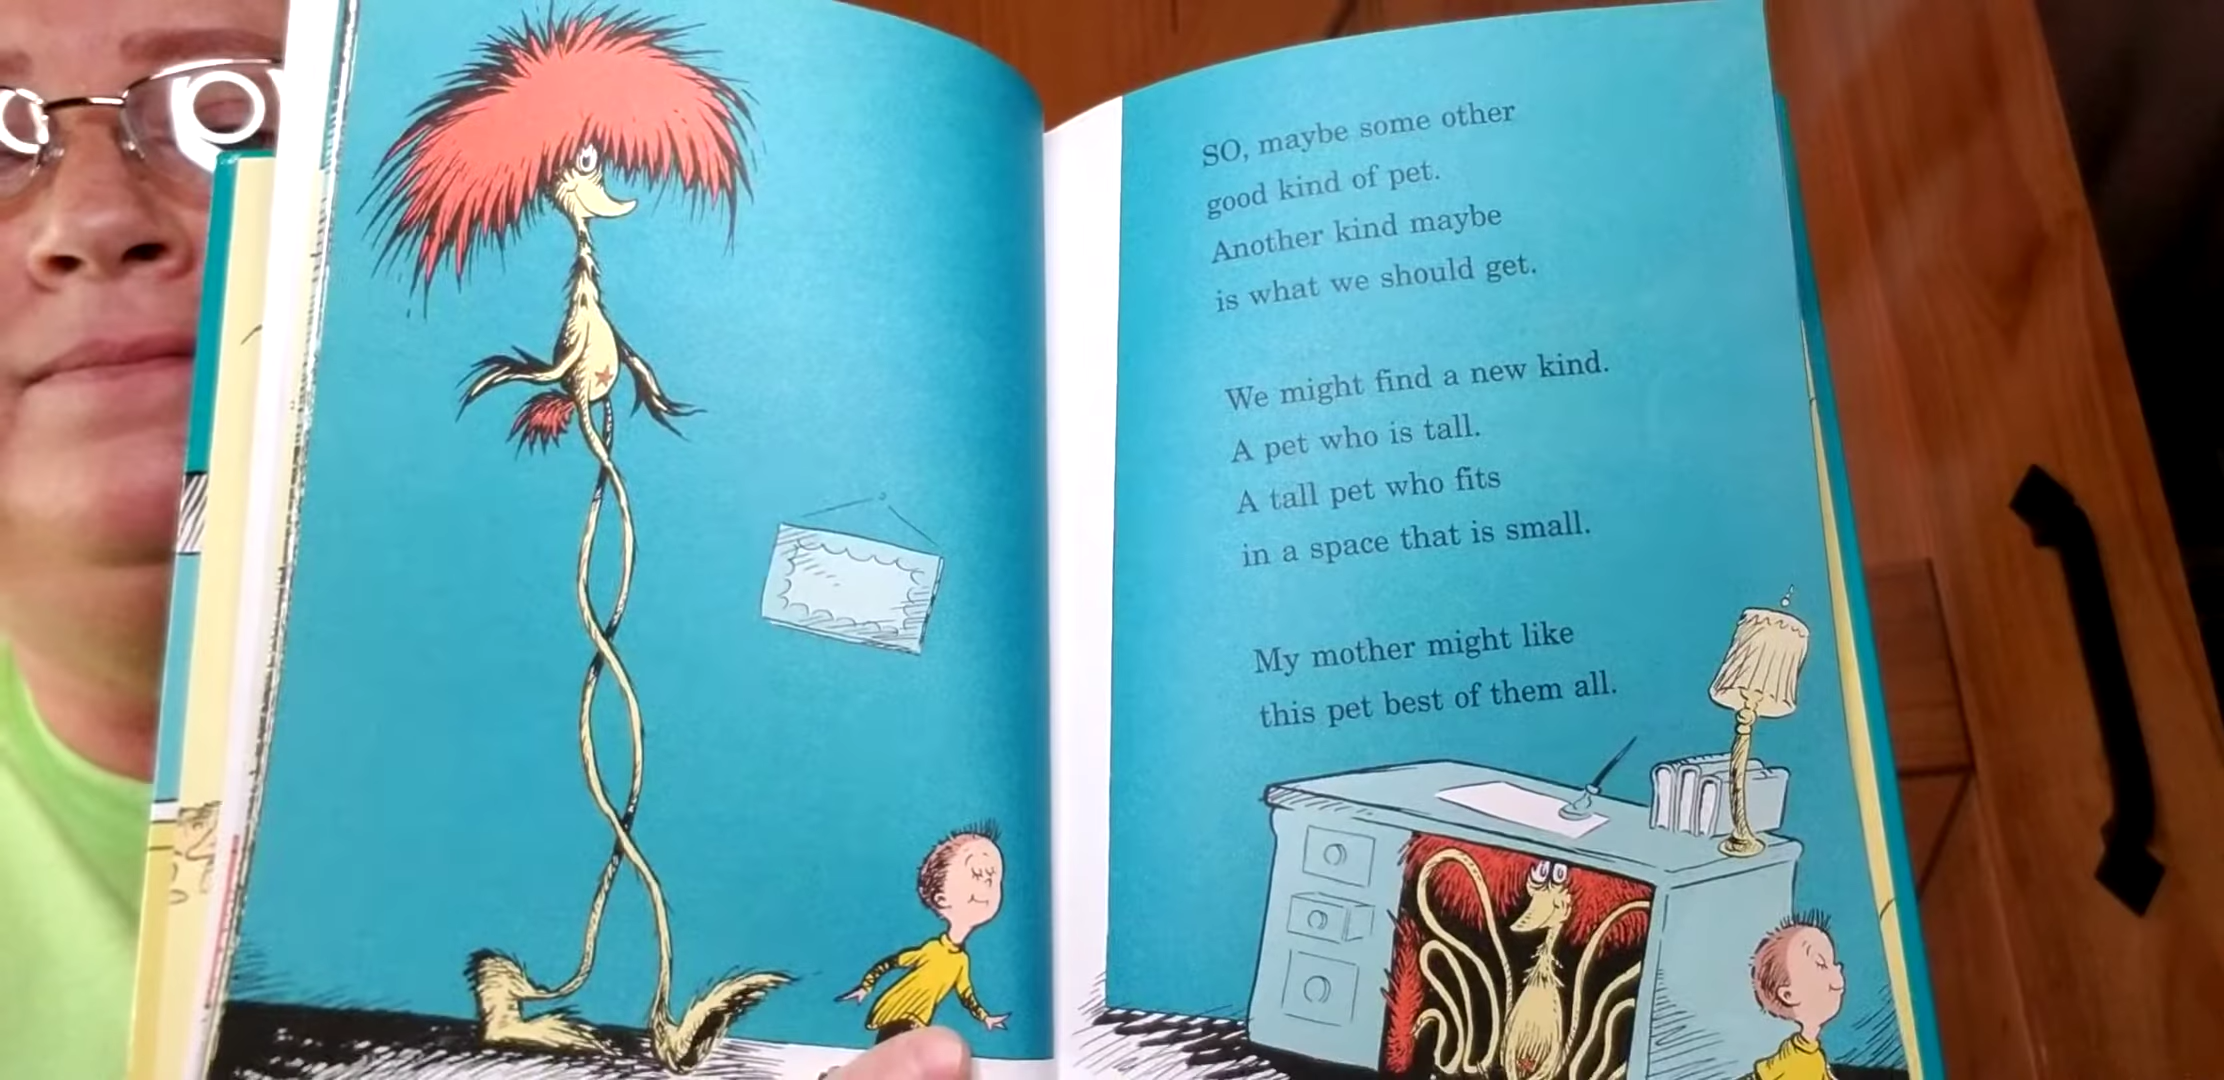 SO, maybe some other
good kind of pet.
Another kind maybe
is what we should get.
We might find a new kind.
A pet who is tall.
A tall pet who fits
in a space that is small.
My mother might like
this pet best of them all.